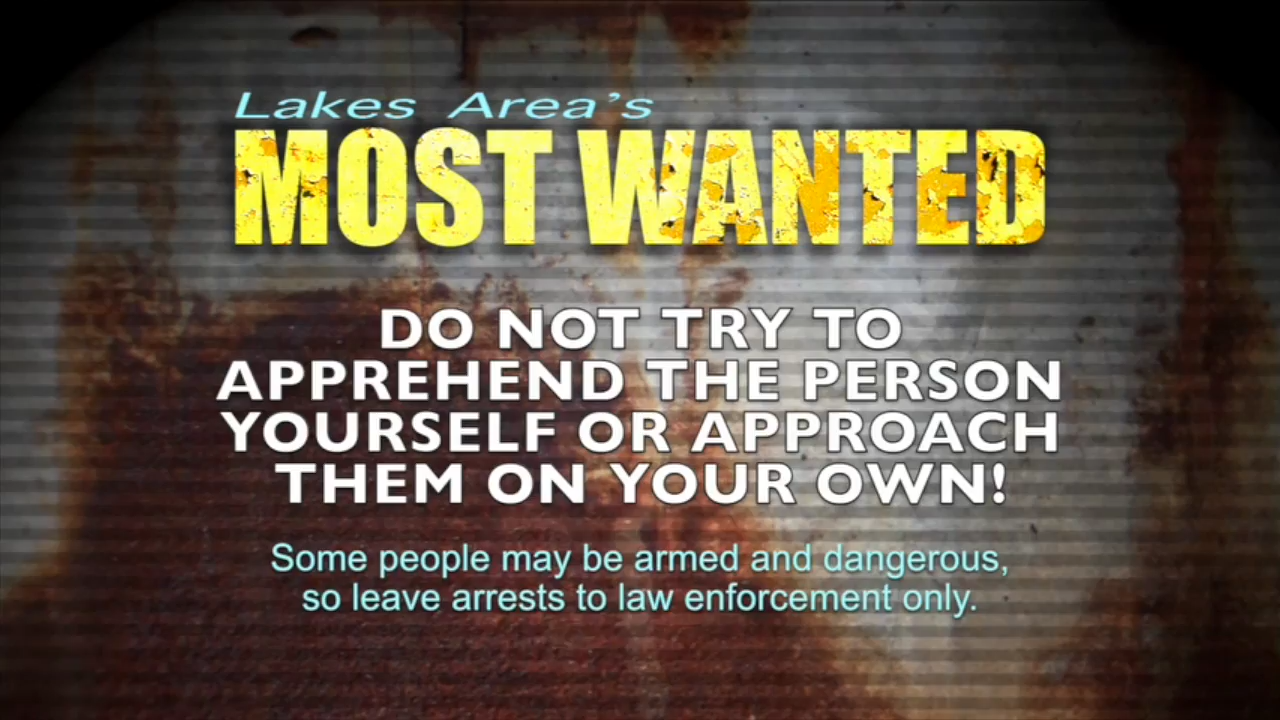 Lakes Area's
MOST WANTED
DO NOT TRY TO
APPREHEND THE PERSON
YOURSELF OR APPROACH
THEM ON YOUR OWN!
Some people may be armed and dangerous,
so leave arrests to law enforcement only.